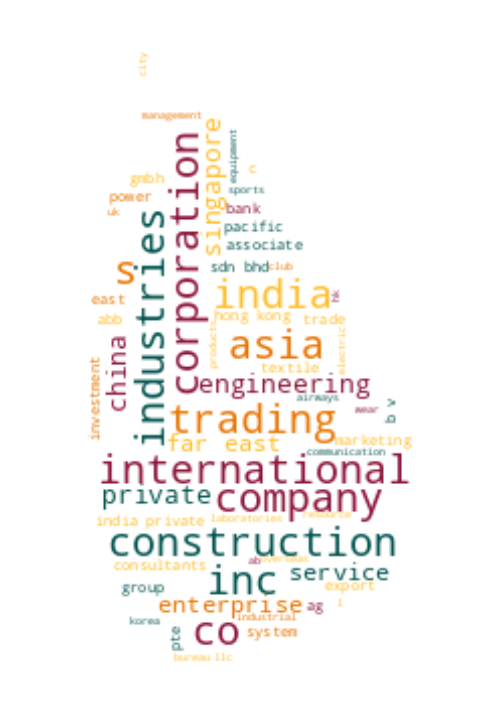 city
management
corporation
singapore
equipment
c
gmbh
sports
power
uk
bank
industries
pacific
associate
s
sdn bhd
club
india
hk
east
hong kong
abb
trade
products
asia
electric
china
textile
engineering
investment
airways
b v
wear
trading
far east
marketing
communication
international
private
company
india private
laboratories
construction
ab
overseas
consultants
inc
service
group
export
enterprise
ag
i
korea
industrial
co
system
pte
bureau
llc